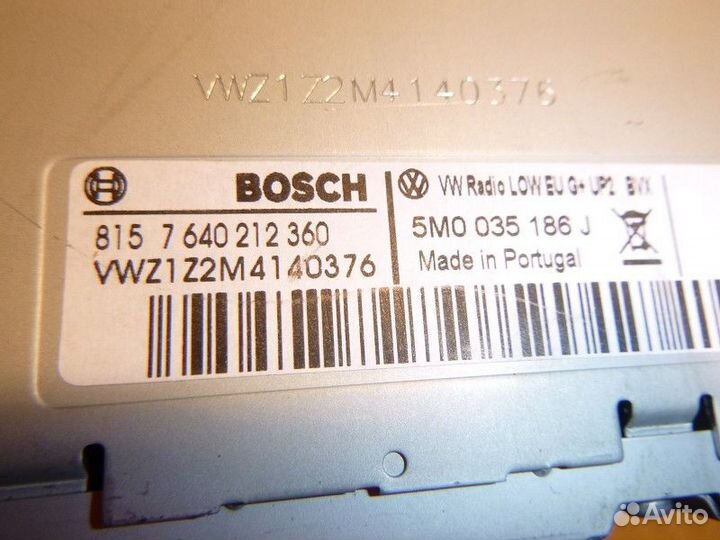 VWZ1Z2M4140376
BOSCH
815 7 640 212 360
VWZ1Z2M4140376
VW Radio LOW EU G+ UP2 BVX
5M0 035 186 J
Made in Portugal
Avito